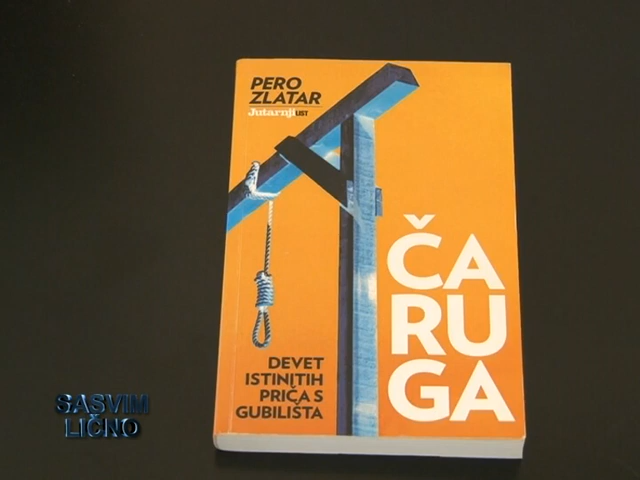 PERO
ZLATAR
Jutarnji LIST
ČA
RU
GA
DEVET
ISTINITIH
PRIČA S
GUBILIŠTA
SASVIM
LIČNO